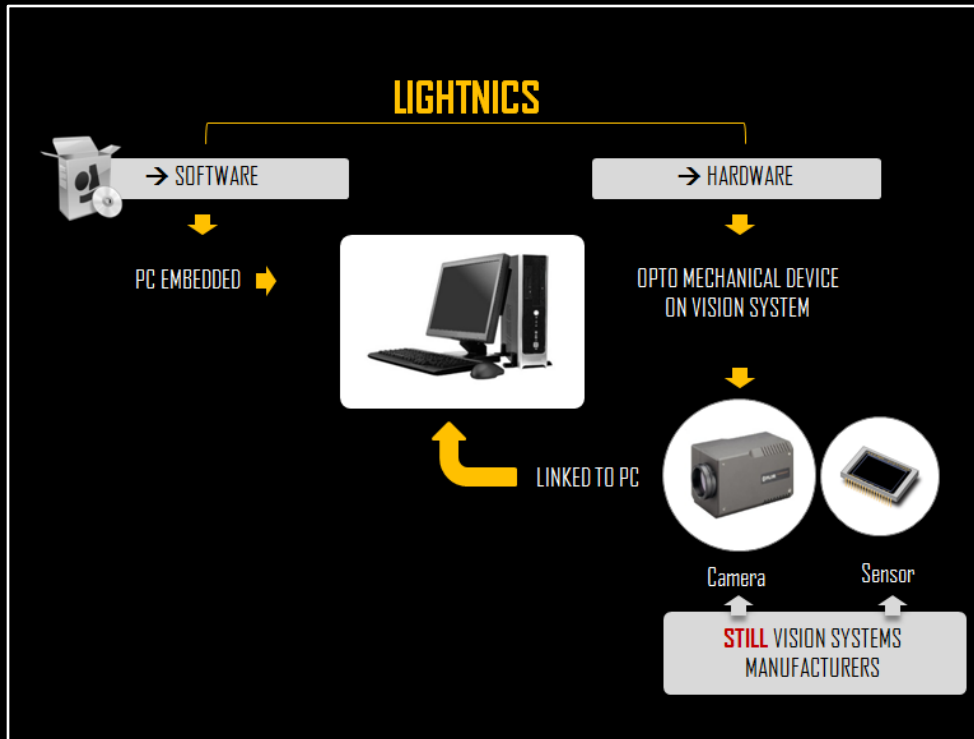 LIGHTNICS
→ SOFTWARE
→ HARDWARE
PC EMBEDDED
OPTO MECHANICAL DEVICE
ON VISION SYSTEM
LINKED TO PC
Camera
Sensor
STILL VISION SYSTEMS
MANUFACTURERS